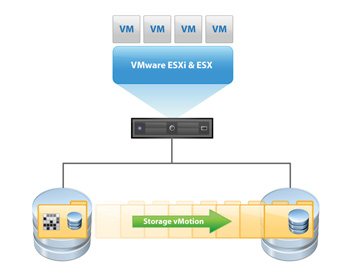 VM VM VM VM
VMware ESXi & ESX
Storage vMotion